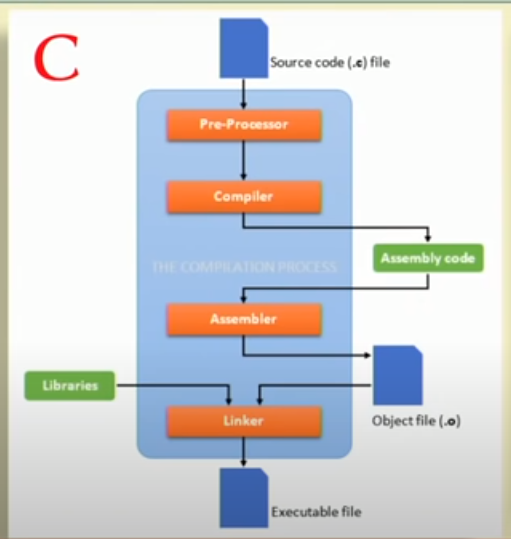 C
Source code (.c) file
Pre-Processor
Compiler
THE COMPILATION PROCESS
Assembly code
Assembler
Libraries
Linker
Object file (.o)
Executable file